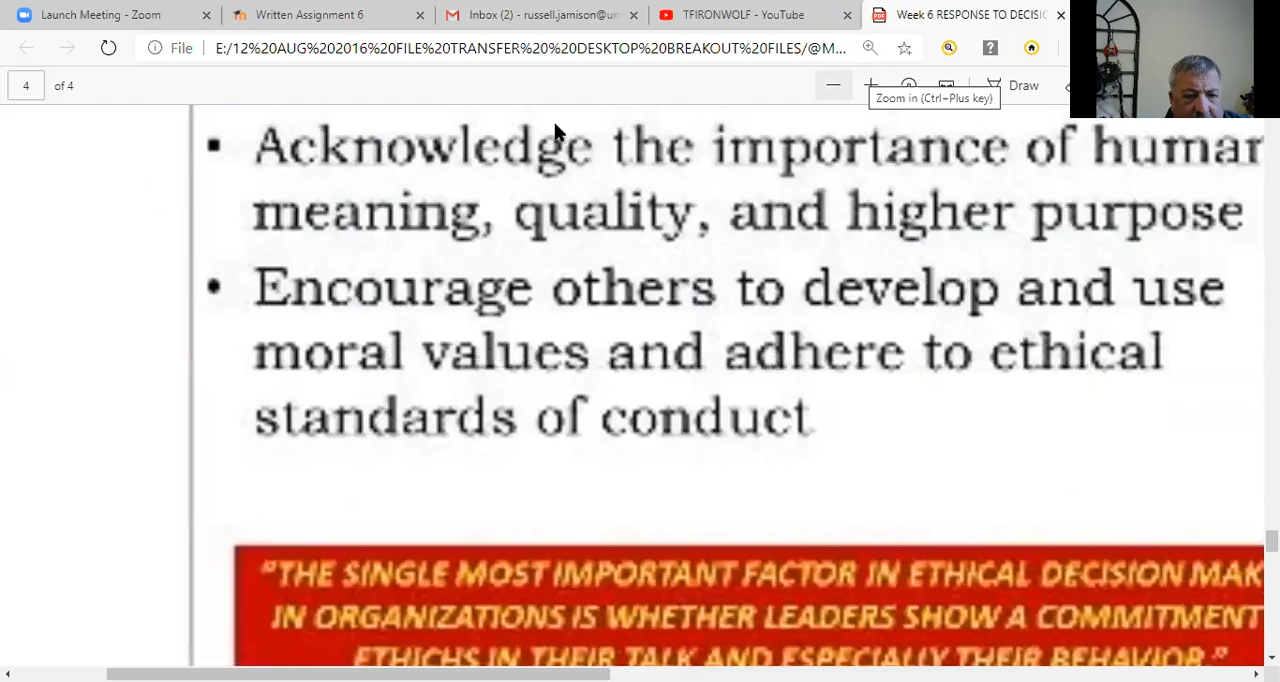 Launch Meeting - Zoom
Written Assignment 6
Inbox (2) - russell.jamison@un
TFIRONWOLF - YouTube
Week 6 RESPONSE TO DECISIO
File
E:/12%20AUG%202016%20FILE%20TRANSFER%20%20DESKTOP%20BREAKOUT%20FILES/@M...
4 of 4
Draw
Zoom in (Ctrl+Plus key)
• Acknowledge the importance of human
meaning, quality, and higher purpose
• Encourage others to develop and use
moral values and adhere to ethical
standards of conduct
"THE SINGLE MOST IMPORTANT FACTOR IN ETHICAL DECISION MAK
IN ORGANIZATIONS IS WHETHER LEADERS SHOW A COMMITMENT
ETHICHS IN THEIR TALK AND ESPECIALLY THEIR BEHAVIOR."